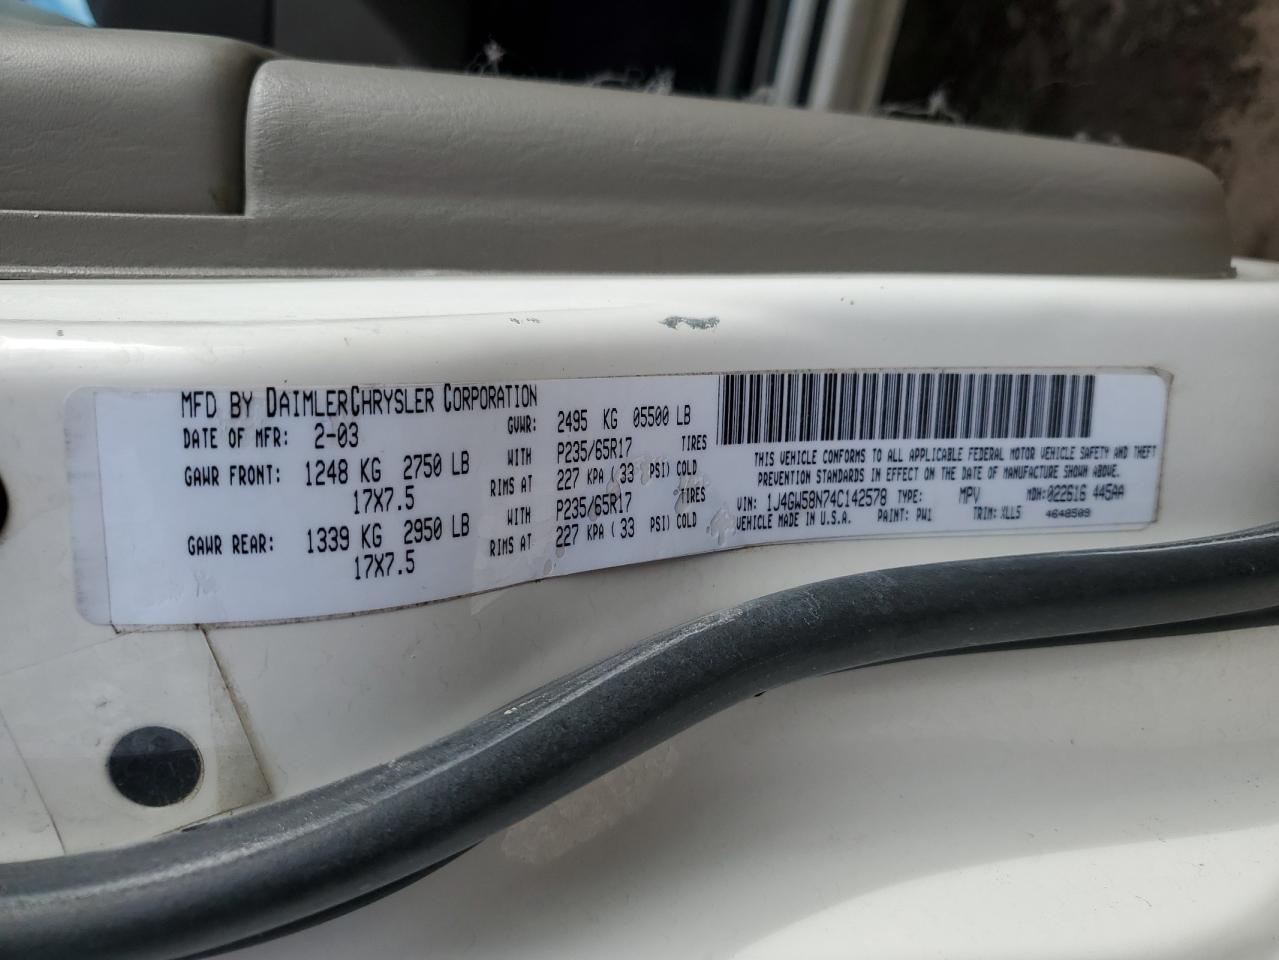 MFD BY DAIMLERCHRYSLER CORPORATION
DATE OF MFR: 2-03 GVWR: 2495 KG 05500 LB
GAWR FRONT: 1248 KG 2750 LB WITH P235/65R17 TIRES
17X7.5 RIMS AT 227 KPA ( 33 PSI) COLD
GAWR REAR: 1339 KG 2950 LB WITH P235/65R17 TIRES
17X7.5 RIMS AT 227 KPA ( 33 PSI) COLD
THIS VEHICLE CONFORMS TO ALL APPLICABLE FEDERAL MOTOR VEHICLE SAFETY AND THEFT
PREVENTION STANDARDS IN EFFECT ON THE DATE OF MANUFACTURE SHOWN ABOVE.
VIN: 1J4GW58N74C142578 TYPE: MPV MDH: 022616 445AA
VEHICLE MADE IN U.S.A. PAINT: PW1 TRIM: XLL5 4648509